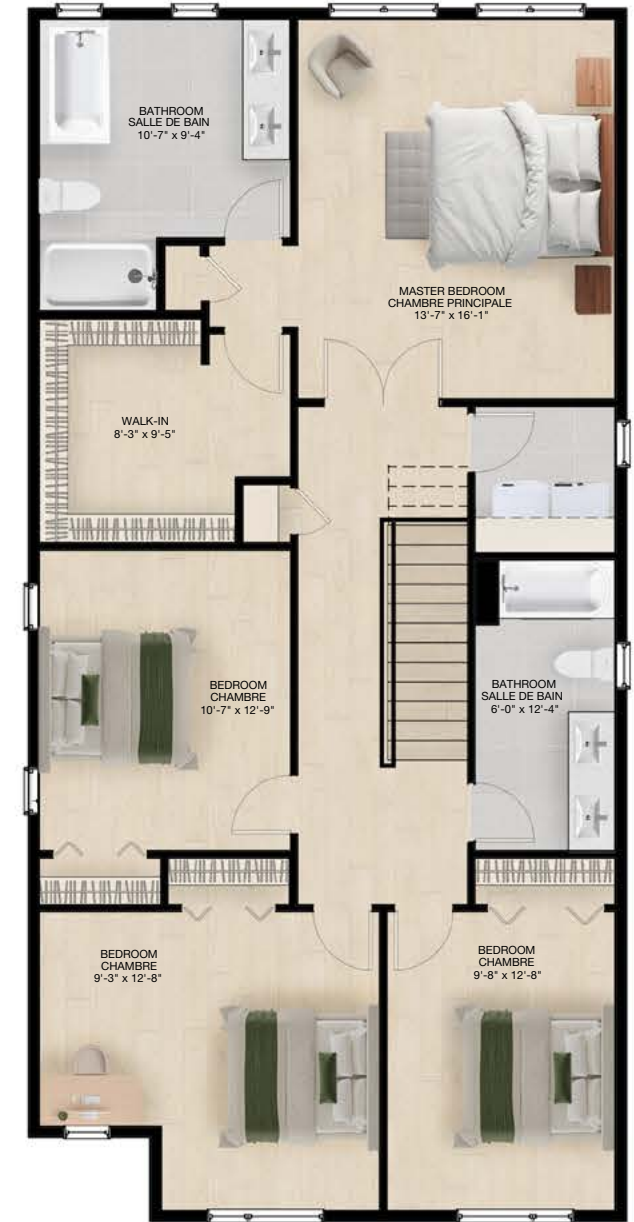 BATHROOM
SALLE DE BAIN
10'-7" x 9'-4"
MASTER BEDROOM
CHAMBRE PRINCIPALE
13'-7" x 16'-1"
WALK-IN
8'-3" x 9'-5"
BEDROOM
CHAMBRE
10'-7" x 12'-9"
BATHROOM
SALLE DE BAIN
6'-0" x 12'-4"
BEDROOM
CHAMBRE
9'-3" x 12'-8"
BEDROOM
CHAMBRE
9'-8" x 12'-8"